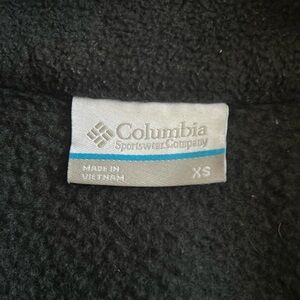 Columbia
Sportswear Company
MADE IN
VIETNAM
XS